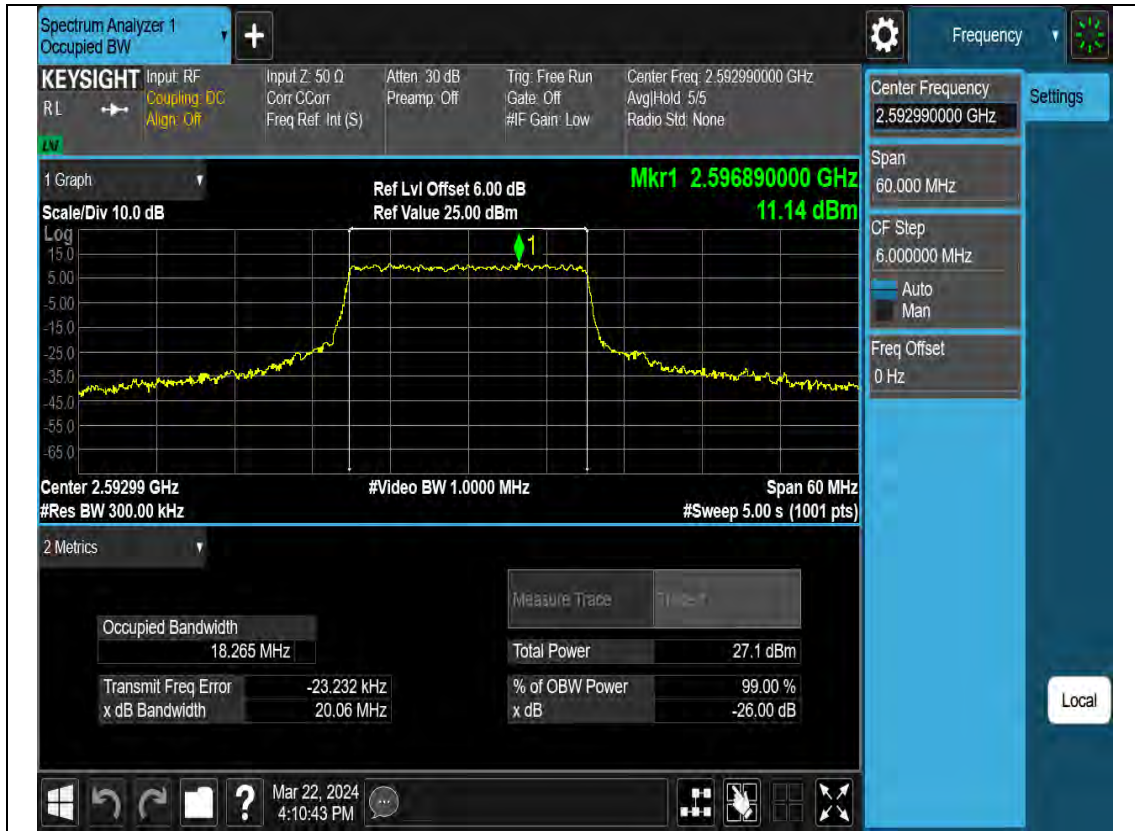 Spectrum Analyzer 1
Occupied BW
+
Frequency
KEYSIGHT
RL
LNI
Input: RF
Coupling: DC
Align: Off
Input Z: 50 Ω
Corr CCorr
Freq Ref: Int (S)
Atten: 30 dB
Preamp: Off
Trig: Free Run
Gate: Off
#IF Gain: Low
Center Freq: 2.592990000 GHz
Avg|Hold: 5/5
Radio Std: None
Center Frequency
2.592990000 GHz
Settings
Span
60.000 MHz
CF Step
6.000000 MHz
Auto
Man
Freq Offset
0 Hz
1 Graph
Scale/Div 10.0 dB
Ref Lvl Offset 6.00 dB
Ref Value 25.00 dBm
Mkr1 2.596890000 GHz
11.14 dBm
Log
15.0
5.00
-5.00
-15.0
-25.0
-35.0
-45.0
-55.0
-65.0
1
Center 2.59299 GHz
#Video BW 1.0000 MHz
Span 60 MHz
#Res BW 300.00 kHz
#Sweep 5.00 s (1001 pts)
2 Metrics
Measure Trace
Occupied Bandwidth
18.265 MHz
Total Power 27.1 dBm
Transmit Freq Error -23.232 kHz
% of OBW Power 99.00 %
x dB Bandwidth 20.06 MHz
x dB -26.00 dB
Local
?
Mar 22, 2024
4:10:43 PM